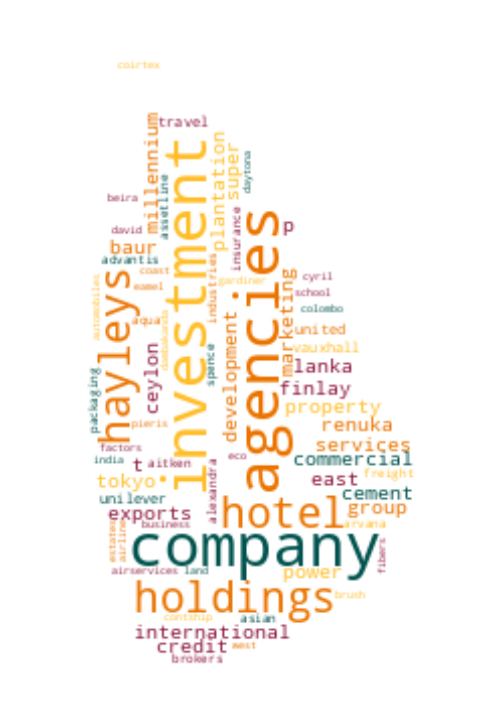 coirtex
travel
millennium
investment
plantation
super
daytona
assetline
beira
insurance
agencies
p
david
baur
advantis
coast
hayleys
eamel
automobiles
industries
gardiner
marketing
cyril
school
colombo
aqua
dambakanda
united
vauxhall
development
ceylon
spence
lanka
finlay
packaging
property
pieris
renuka
services
factors
eco
india
t
aitken
alexandra
commercial
freight
tokyo
east
unilever
cement
exports
hotel
group
business
arvana
estates
airline
company
fibers
airservices
land
power
holdings
brush
contship
asian
international
credit
west
brokers